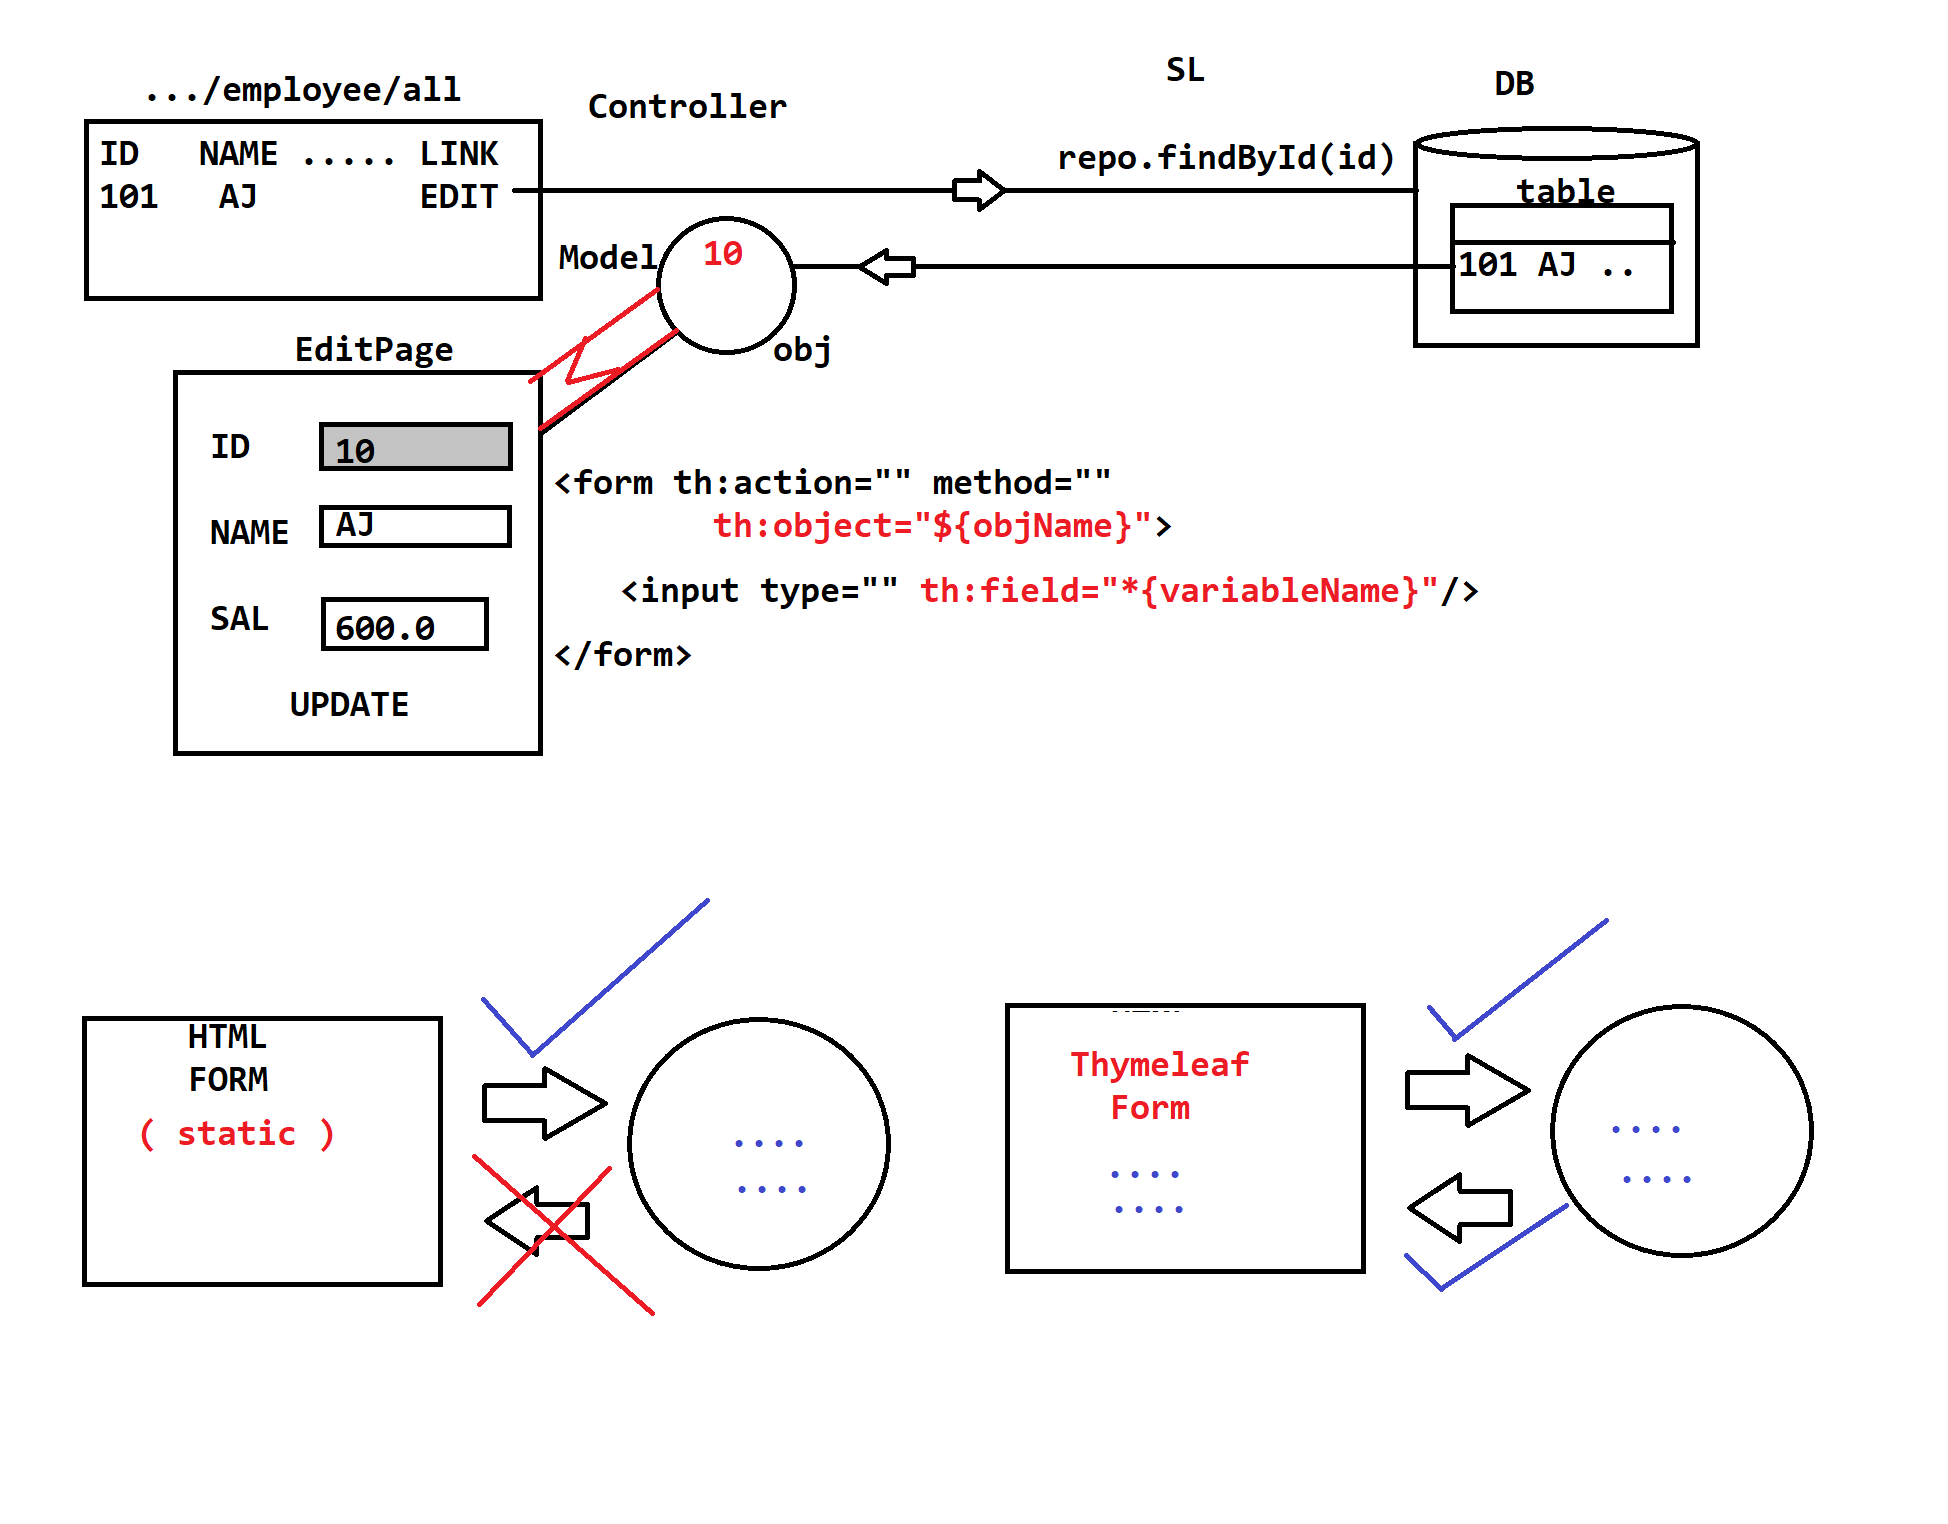 .../employee/all
Controller
SL
DB
ID NAME ..... LINK
101 AJ EDIT
repo.findById(id)
table
101 AJ ..
Model
10
obj
EditPage
ID 10
NAME AJ
SAL 600.0
UPDATE
<form th:action="" method=""
th:object="${objName}">
<input type="" th:field="*{variableName}"/>
</form>
HTML
FORM
( static )
....
....
Thymeleaf
Form
....
....
....
....